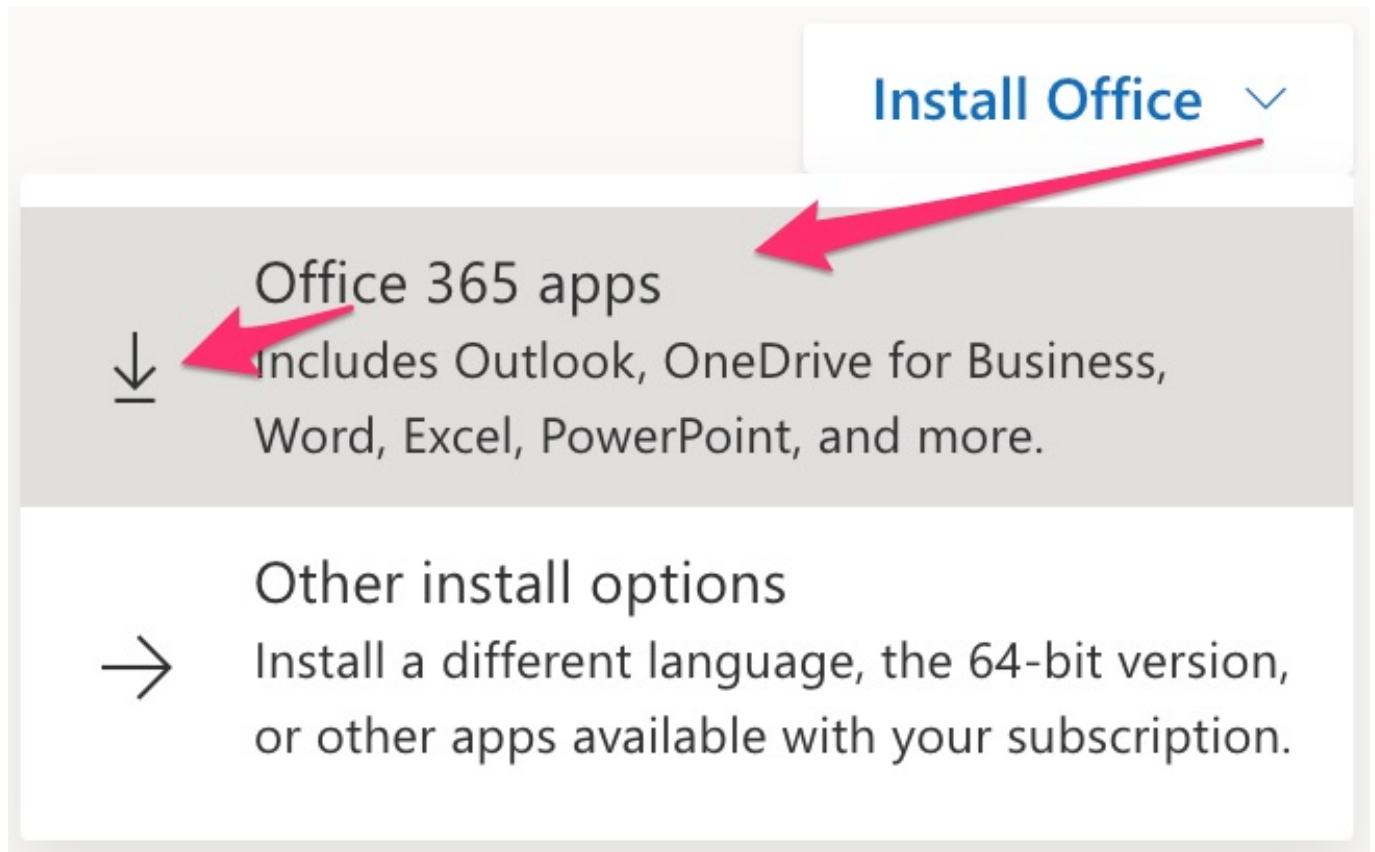 Install Office
Office 365 apps
Includes Outlook, OneDrive for Business,
Word, Excel, PowerPoint, and more.
Other install options
Install a different language, the 64-bit version,
or other apps available with your subscription.